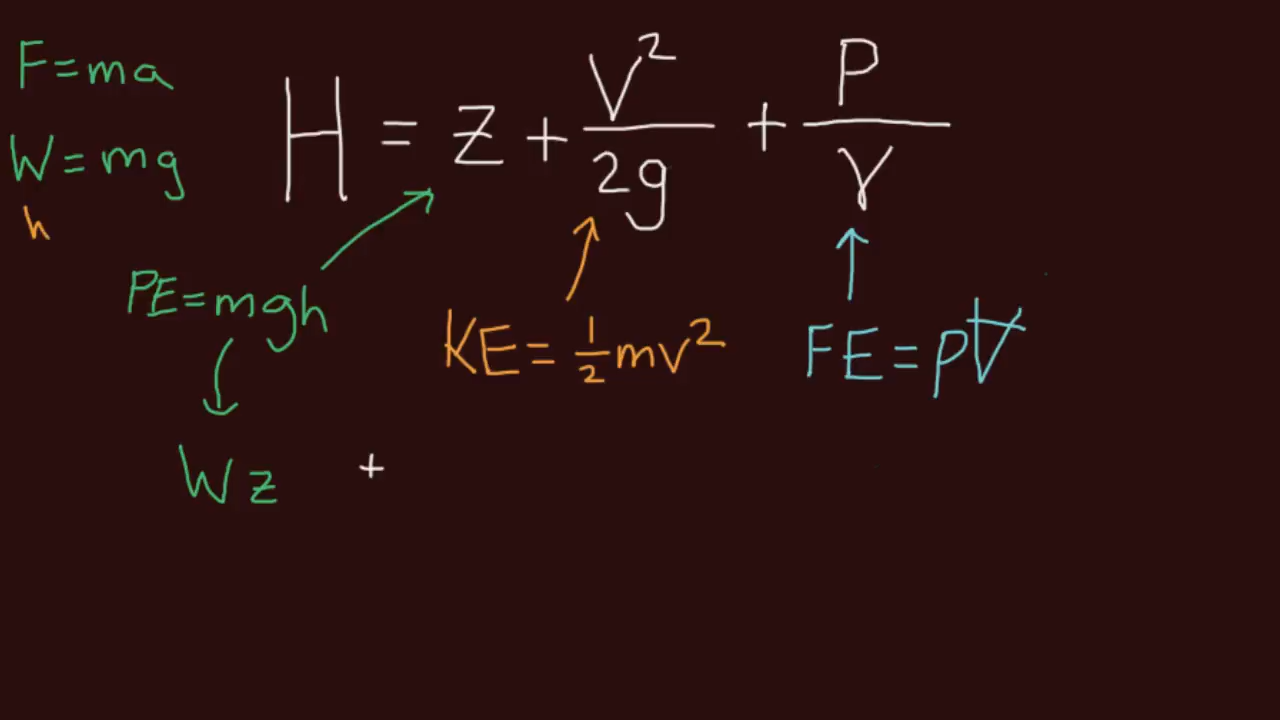 F=ma
H = z + V²/2g + P/γ
W=mg
h
PE=mgh
KE=½mv²
FE=pV̶
Wz +